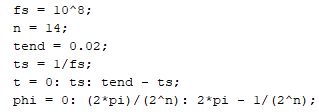 fs = 10^8;
n = 14;
tend = 0.02;
ts = 1/fs;
t = 0: ts: tend - ts;
phi = 0: (2*pi)/(2^n): 2*pi - 1/(2^n);